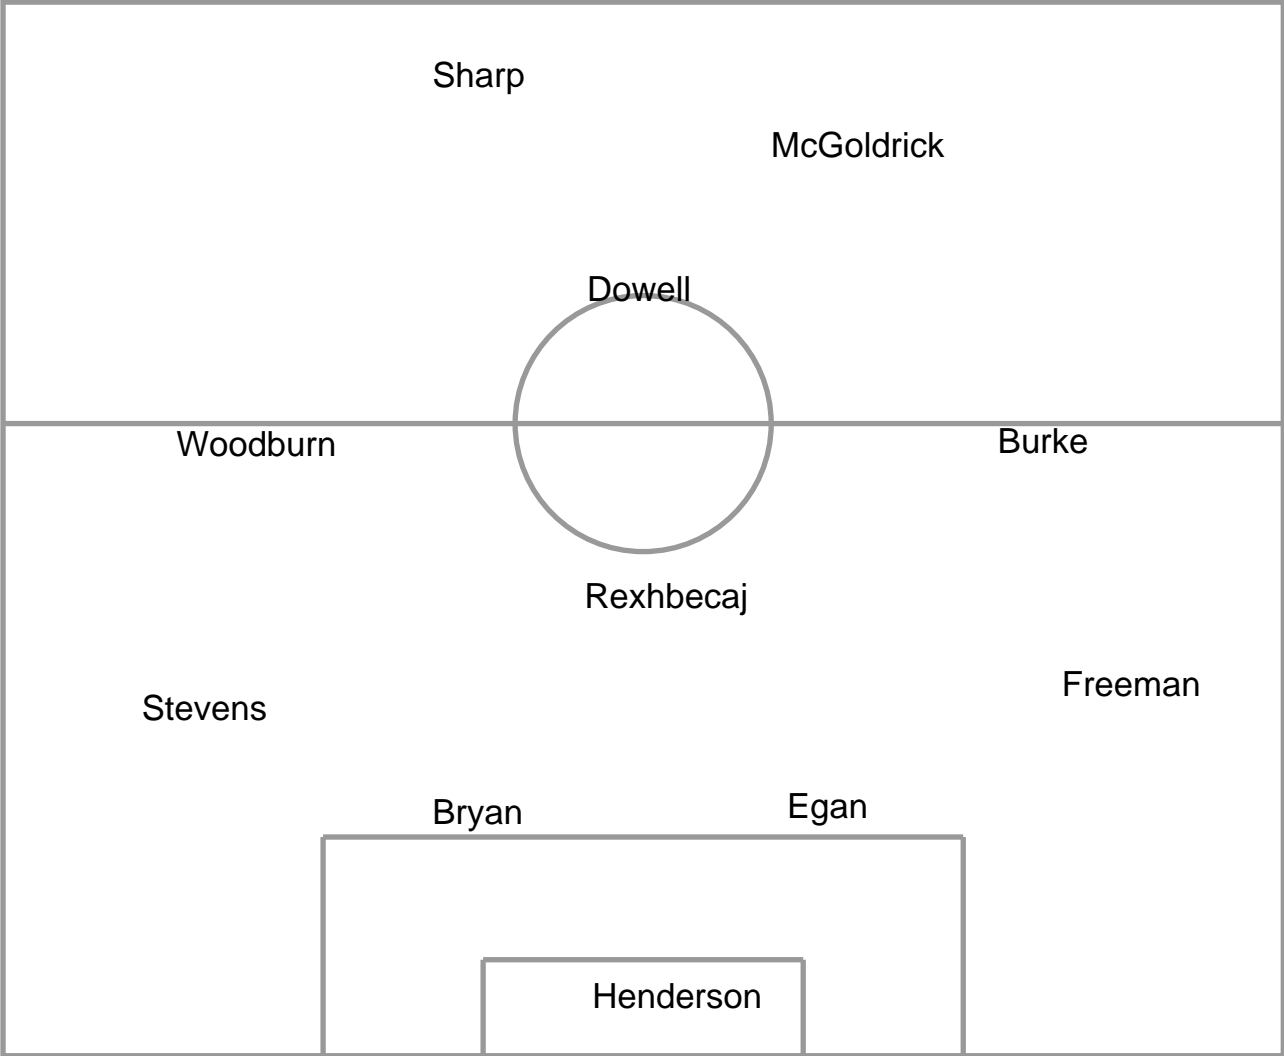 Sharp
McGoldrick
Dowell
Woodburn
Burke
Rexhbecaj
Freeman
Stevens
Bryan
Egan
Henderson